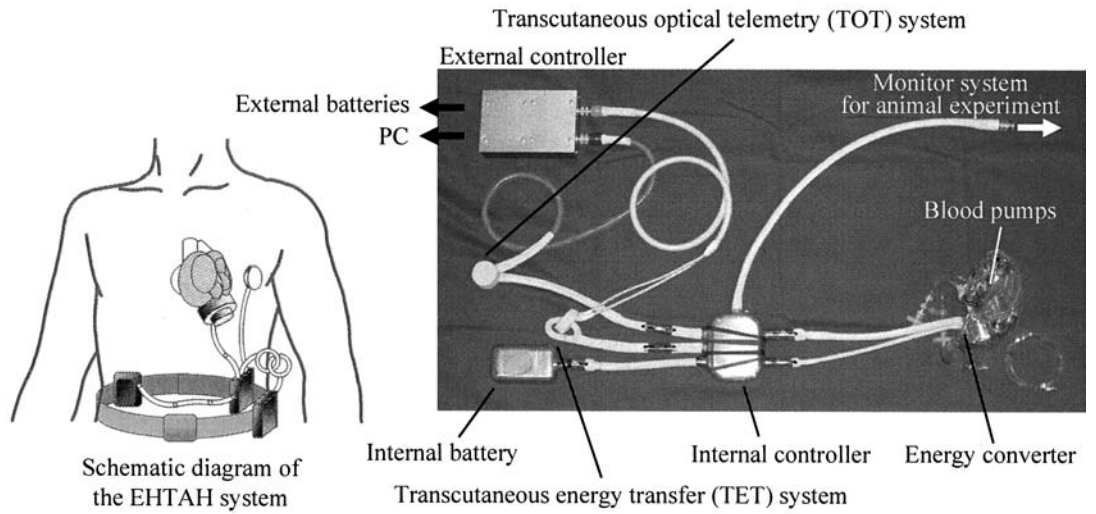 Transcutaneous optical telemetry (TOT) system
External controller
External batteries
PC
Monitor system
for animal experiment
Blood pumps
Internal battery
Internal controller
Energy converter
Transcutaneous energy transfer (TET) system
Schematic diagram of
the EHTAH system